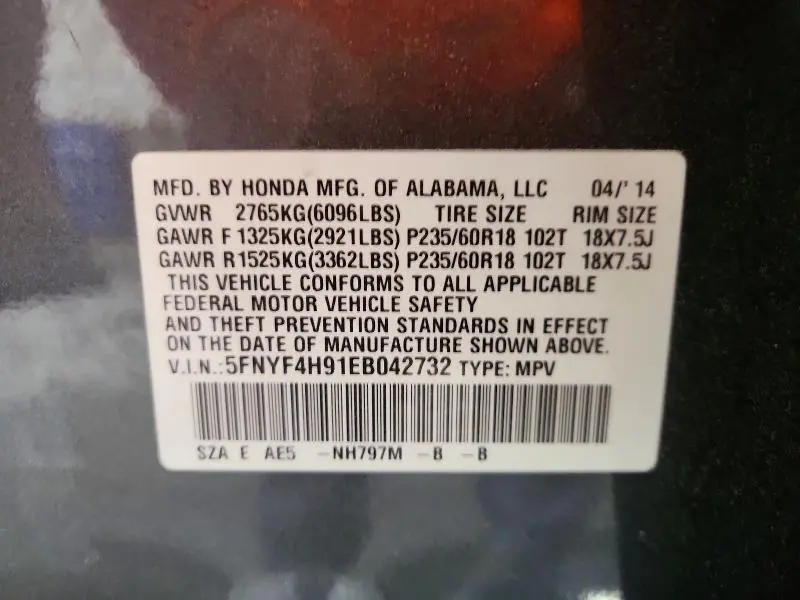 MFD. BY HONDA MFG. OF ALABAMA, LLC 04/'14
GVWR 2765KG(6096LBS) TIRE SIZE RIM SIZE
GAWR F 1325KG(2921LBS) P235/60R18 102T 18X7.5J
GAWR R 1525KG(3362LBS) P235/60R18 102T 18X7.5J
THIS VEHICLE CONFORMS TO ALL APPLICABLE
FEDERAL MOTOR VEHICLE SAFETY
AND THEFT PREVENTION STANDARDS IN EFFECT
ON THE DATE OF MANUFACTURE SHOWN ABOVE.
V.I.N.:5FNYF4H91EB042732 TYPE: MPV
SZA E AE5 -NH797M -B -B